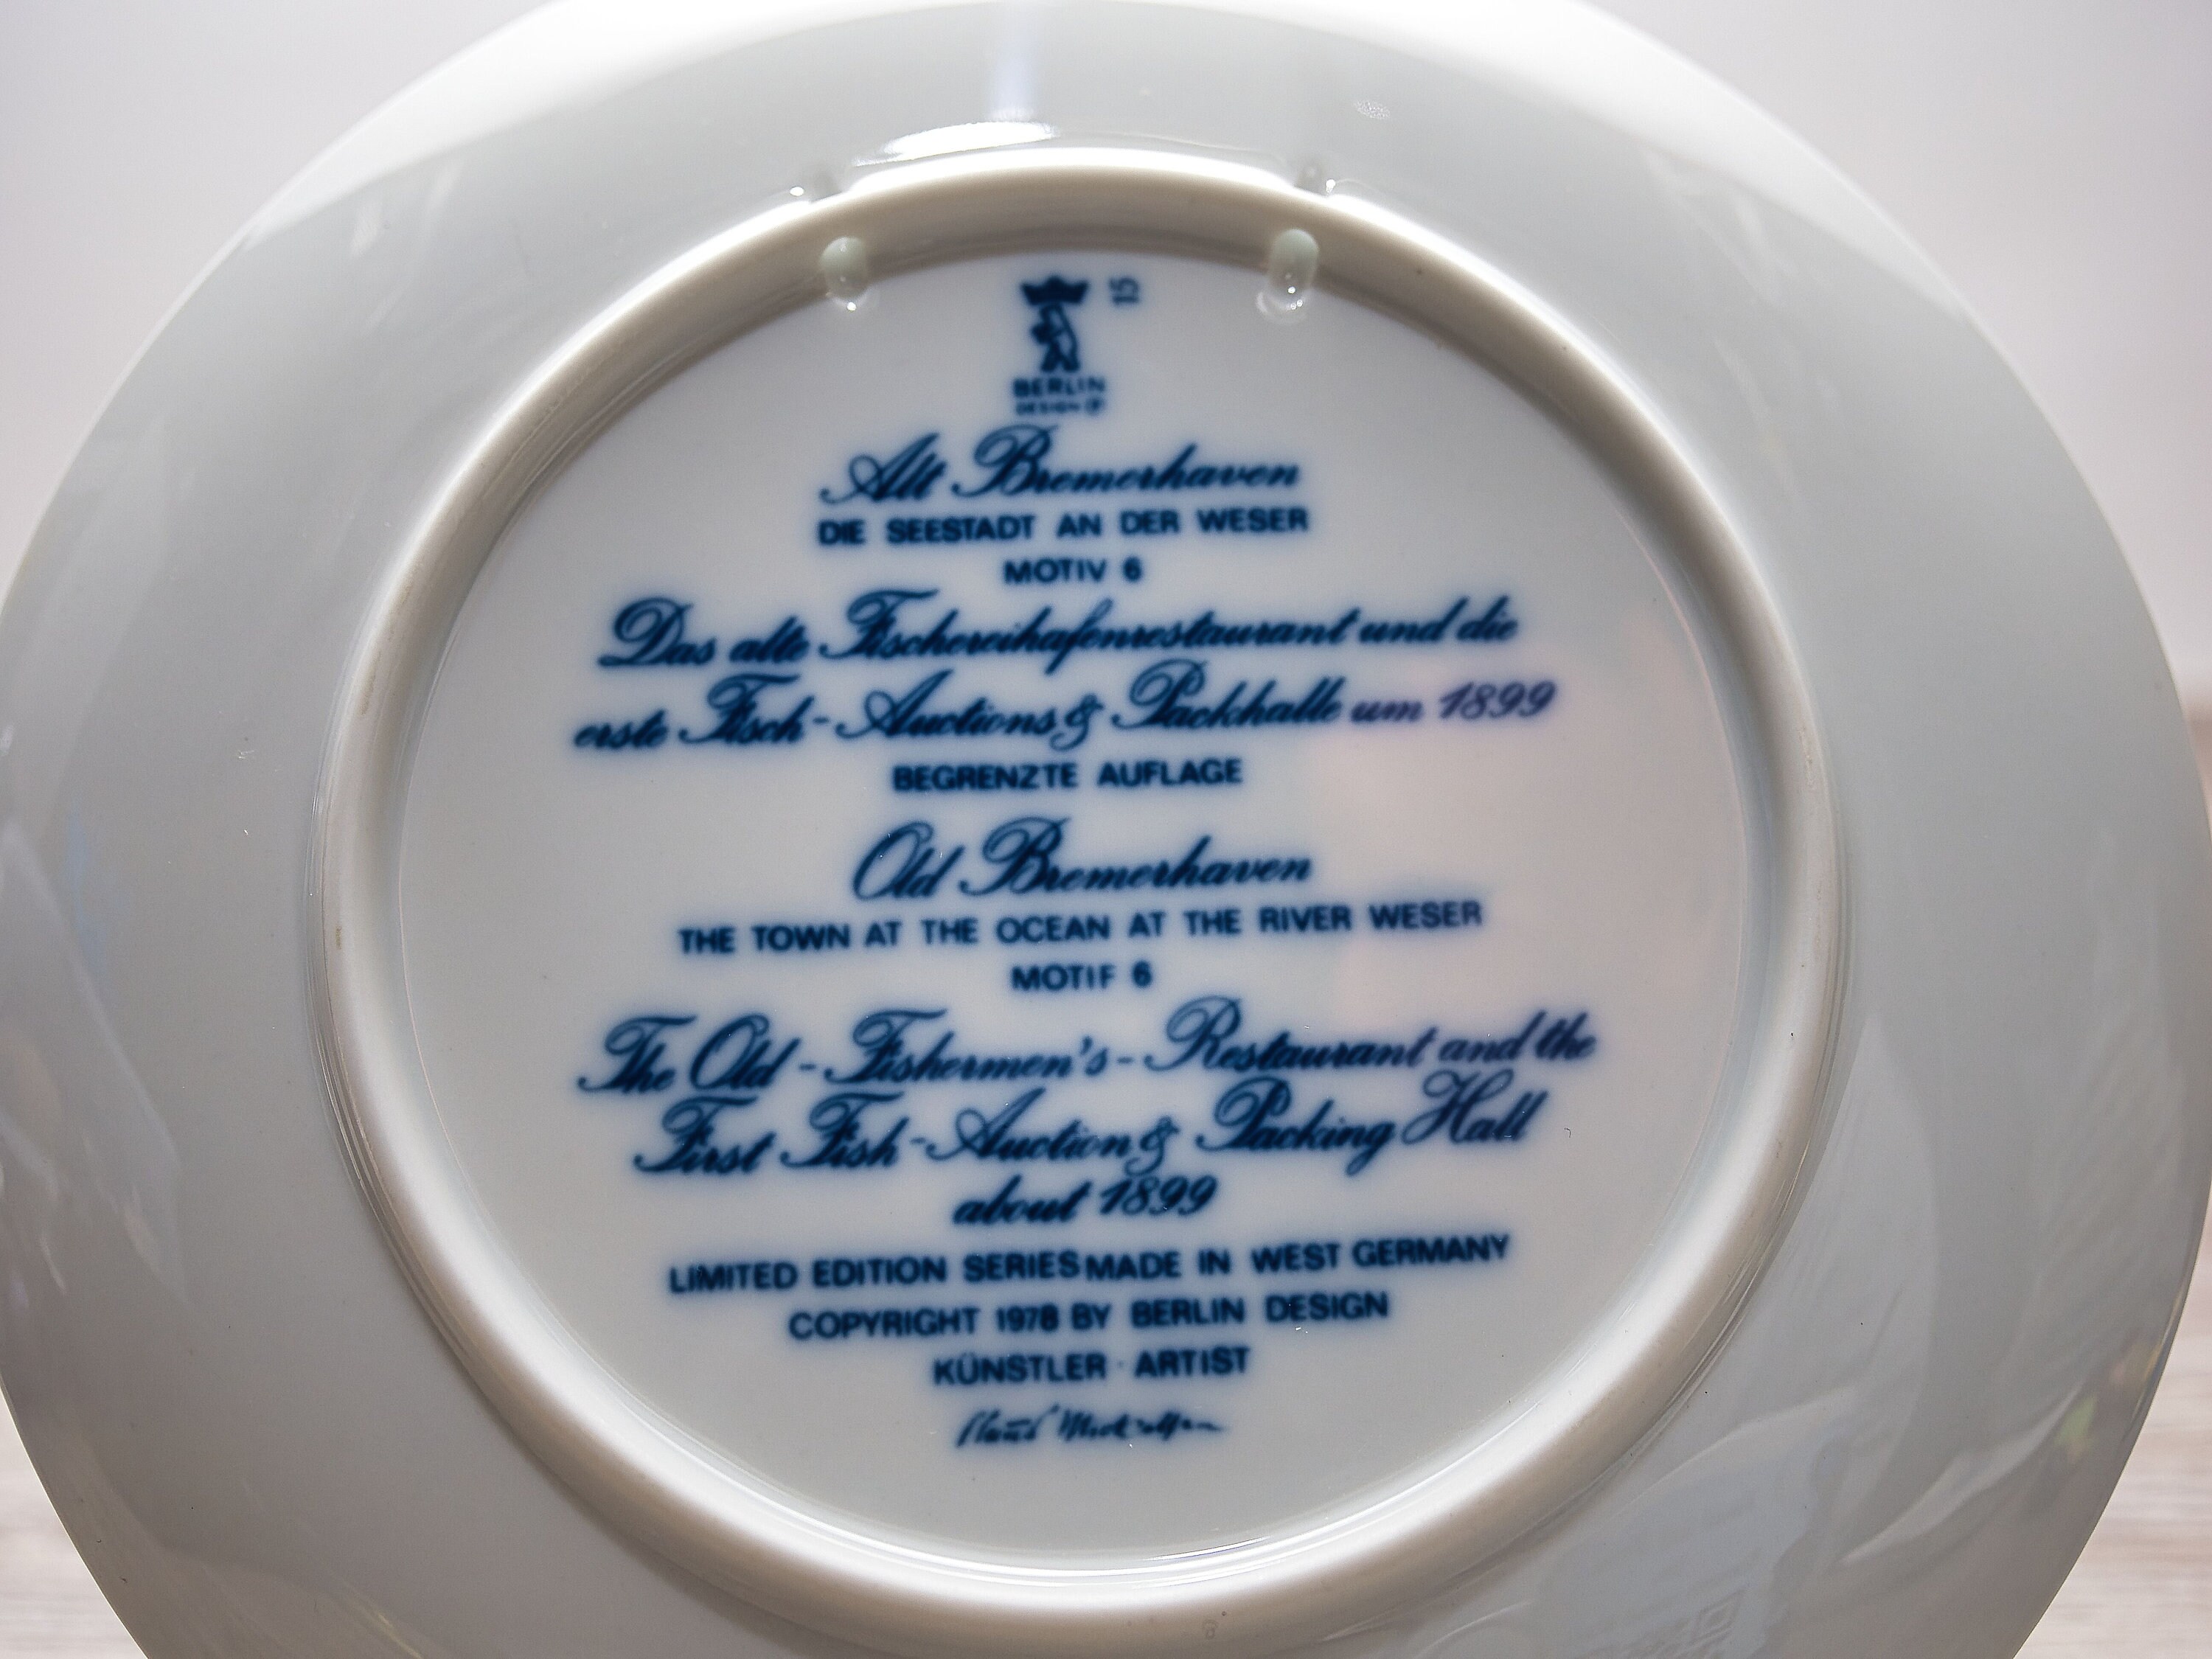 15
BERLIN
DESIGN
Alt Bremerhaven
DIE SEESTADT AN DER WESER
MOTIV 6
Das alte Fischereihafenrestaurant und die
erste Fisch-Auctions & Packhalle um 1899
BEGRENZTE AUFLAGE
Old Bremerhaven
THE TOWN AT THE OCEAN AT THE RIVER WESER
MOTIF 6
The Old - Fishermen's - Restaurant and the
First Fish-Auction & Packing Hall
about 1899
LIMITED EDITION SERIES MADE IN WEST GERMANY
COPYRIGHT 1978 BY BERLIN DESIGN
KÜNSTLER · ARTIST